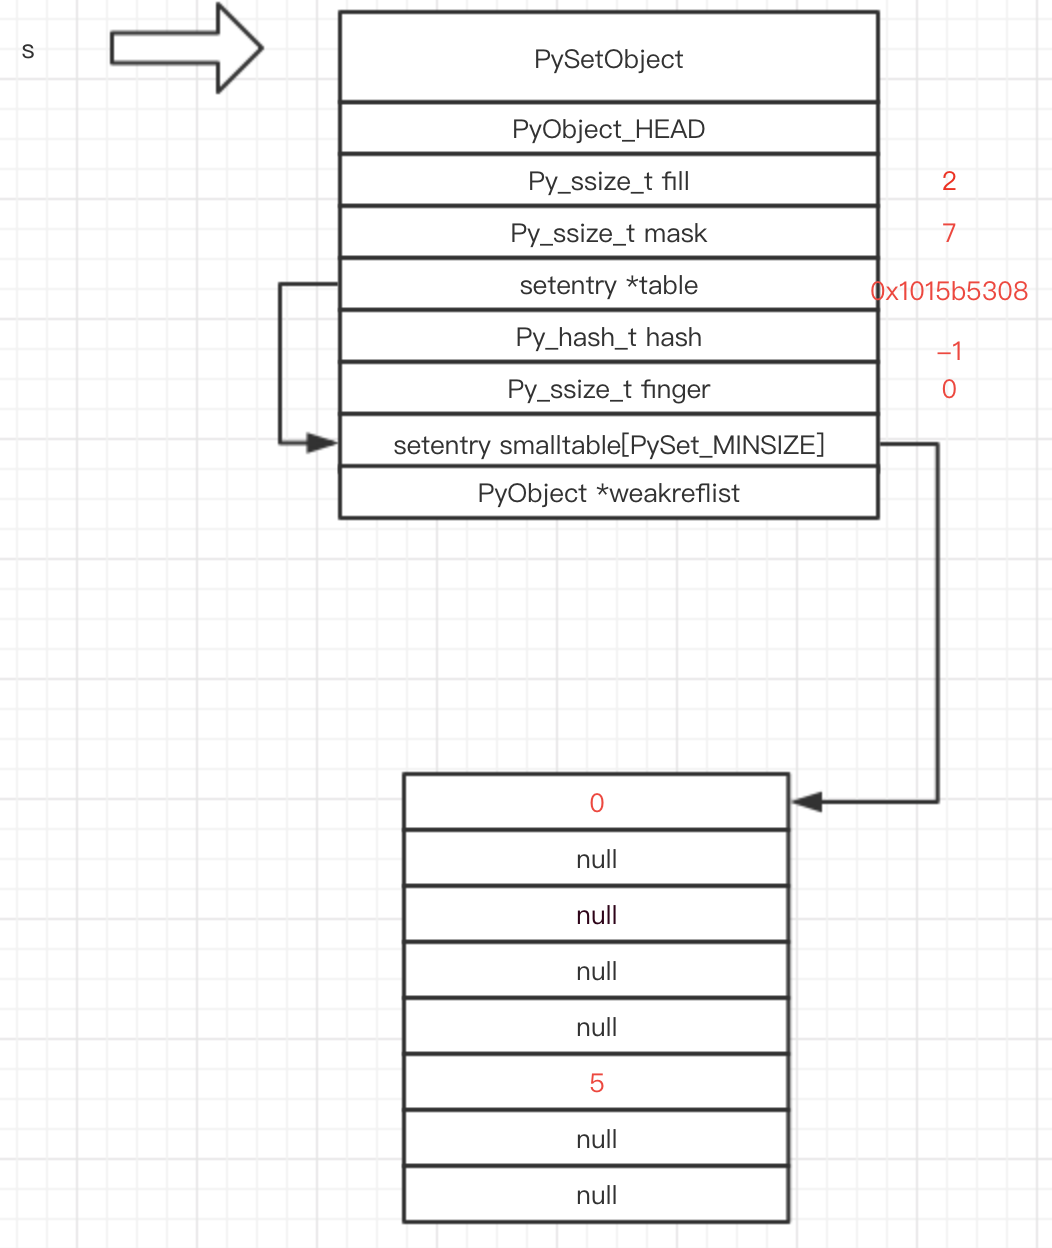 s
PySetObject
PyObject_HEAD
Py_ssize_t fill 2
Py_ssize_t mask 7
setentry *table 0x1015b5308
Py_hash_t hash –1
Py_ssize_t finger 0
setentry smalltable[PySet_MINSIZE]
PyObject *weakreflist
0
null
null
null
null
5
null
null